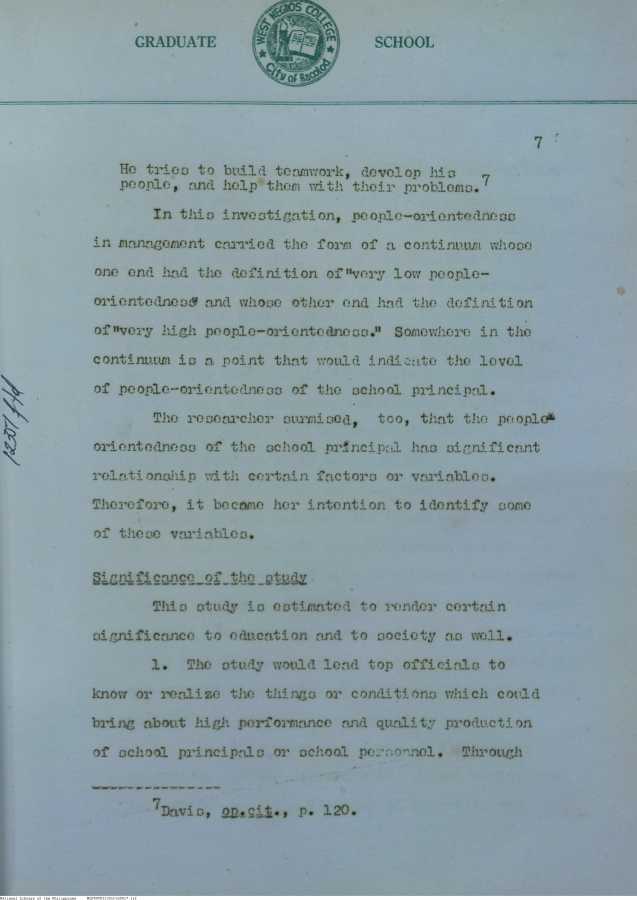 GRADUATE SCHOOL
WEST NEGROS COLLEGE
City of Bacolod
7
He tries to build teamwork, develop his
people, and help them with their problems.7
In this investigation, people-orientedness
in management carried the form of a continuum whose
one end had the definition of "very low people-
orientedness" and whose other end had the definition
of "very high people-orientedness." Somewhere in the
continuum is a point that would indicate the level
of people-orientedness of the school principal.
The researcher surmised, too, that the people-
orientedness of the school principal has significant
relationship with certain factors or variables.
Therefore, it became her intention to identify some
of these variables.
Significance of the study
This study is estimated to render certain
significance to education and to society as well.
1. The study would lead top officials to
know or realize the things or conditions which could
bring about high performance and quality production
of school principals or school personnel. Through
7Davis, op.cit., p. 120.
National Library of the Philippines